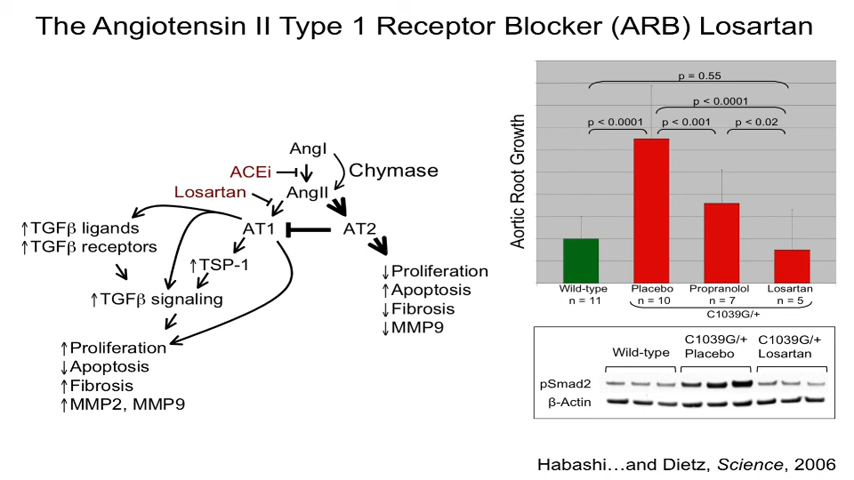 The Angiotensin II Type 1 Receptor Blocker (ARB) Losartan
AngI
ACEi
Chymase
Losartan
AngII
↑TGFβ ligands
↑TGFβ receptors
AT1
AT2
↑TSP-1
↑TGFβ signaling
↓Proliferation
↑Apoptosis
↓Fibrosis
↓MMP9
↑Proliferation
↓Apoptosis
↑Fibrosis
↑MMP2, MMP9
Aortic Root Growth
p = 0.55
p < 0.0001
p < 0.0001
p < 0.001
p < 0.02
Wild-type
n = 11
Placebo
n = 10
Propranolol
n = 7
Losartan
n = 5
C1039G/+
Wild-type
C1039G/+
Placebo
C1039G/+
Losartan
pSmad2
β-Actin
Habashi…and Dietz, Science, 2006